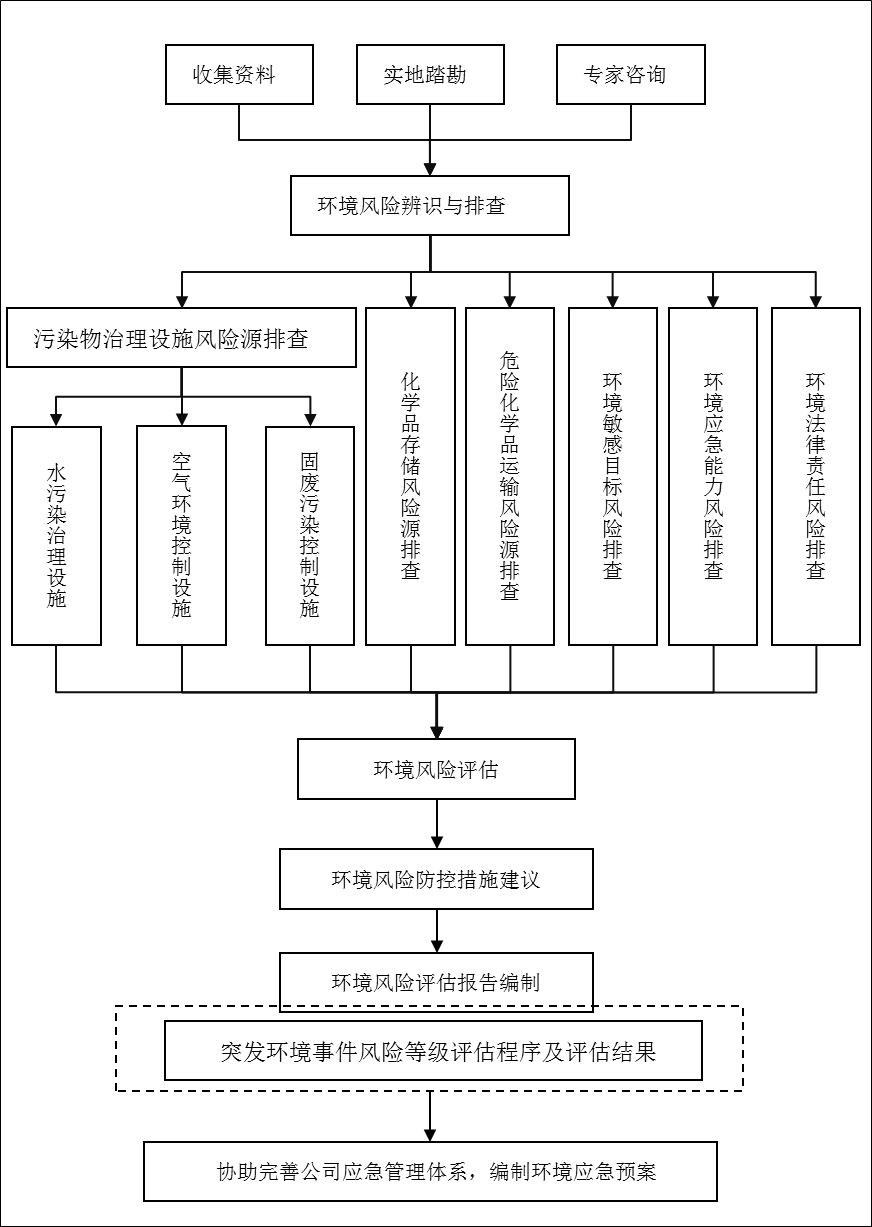 收集资料
实地踏勘
专家咨询
环境风险辨识与排查
污染物治理设施风险源排查
水污染治理设施
空气环境控制设施
固废污染控制设施
化学品存储风险源排查
危险化学品运输风险源排查
环境敏感目标风险排查
环境应急能力风险排查
环境法律责任风险排查
环境风险评估
环境风险防控措施建议
环境风险评估报告编制
突发环境事件风险等级评估程序及评估结果
协助完善公司应急管理体系，编制环境应急预案